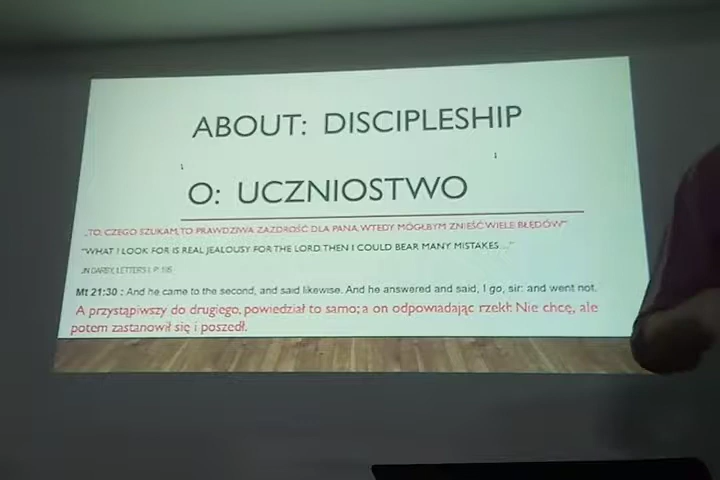 ABOUT: DISCIPLESHIP
O: UCZNIOSTWO
„TO, CZEGO SZUKAM, TO PRAWDZIWA ZAZDROŚĆ DLA PANA. WTEDY MÓGŁBYM ZNIEŚĆ WIELE BŁĘDÓW"
"WHAT I LOOK FOR IS REAL JEALOUSY FOR THE LORD. THEN I COULD BEAR MANY MISTAKES…"
JN DARBY, LETTERS I, P.
Mt 21:30 : And he came to the second, and said likewise. And he answered and said, I go, sir: and went not.
A przystąpiwszy do drugiego, powiedział to samo; a on odpowiadając rzekł: Nie chcę, ale
potem zastanowił się i poszedł.